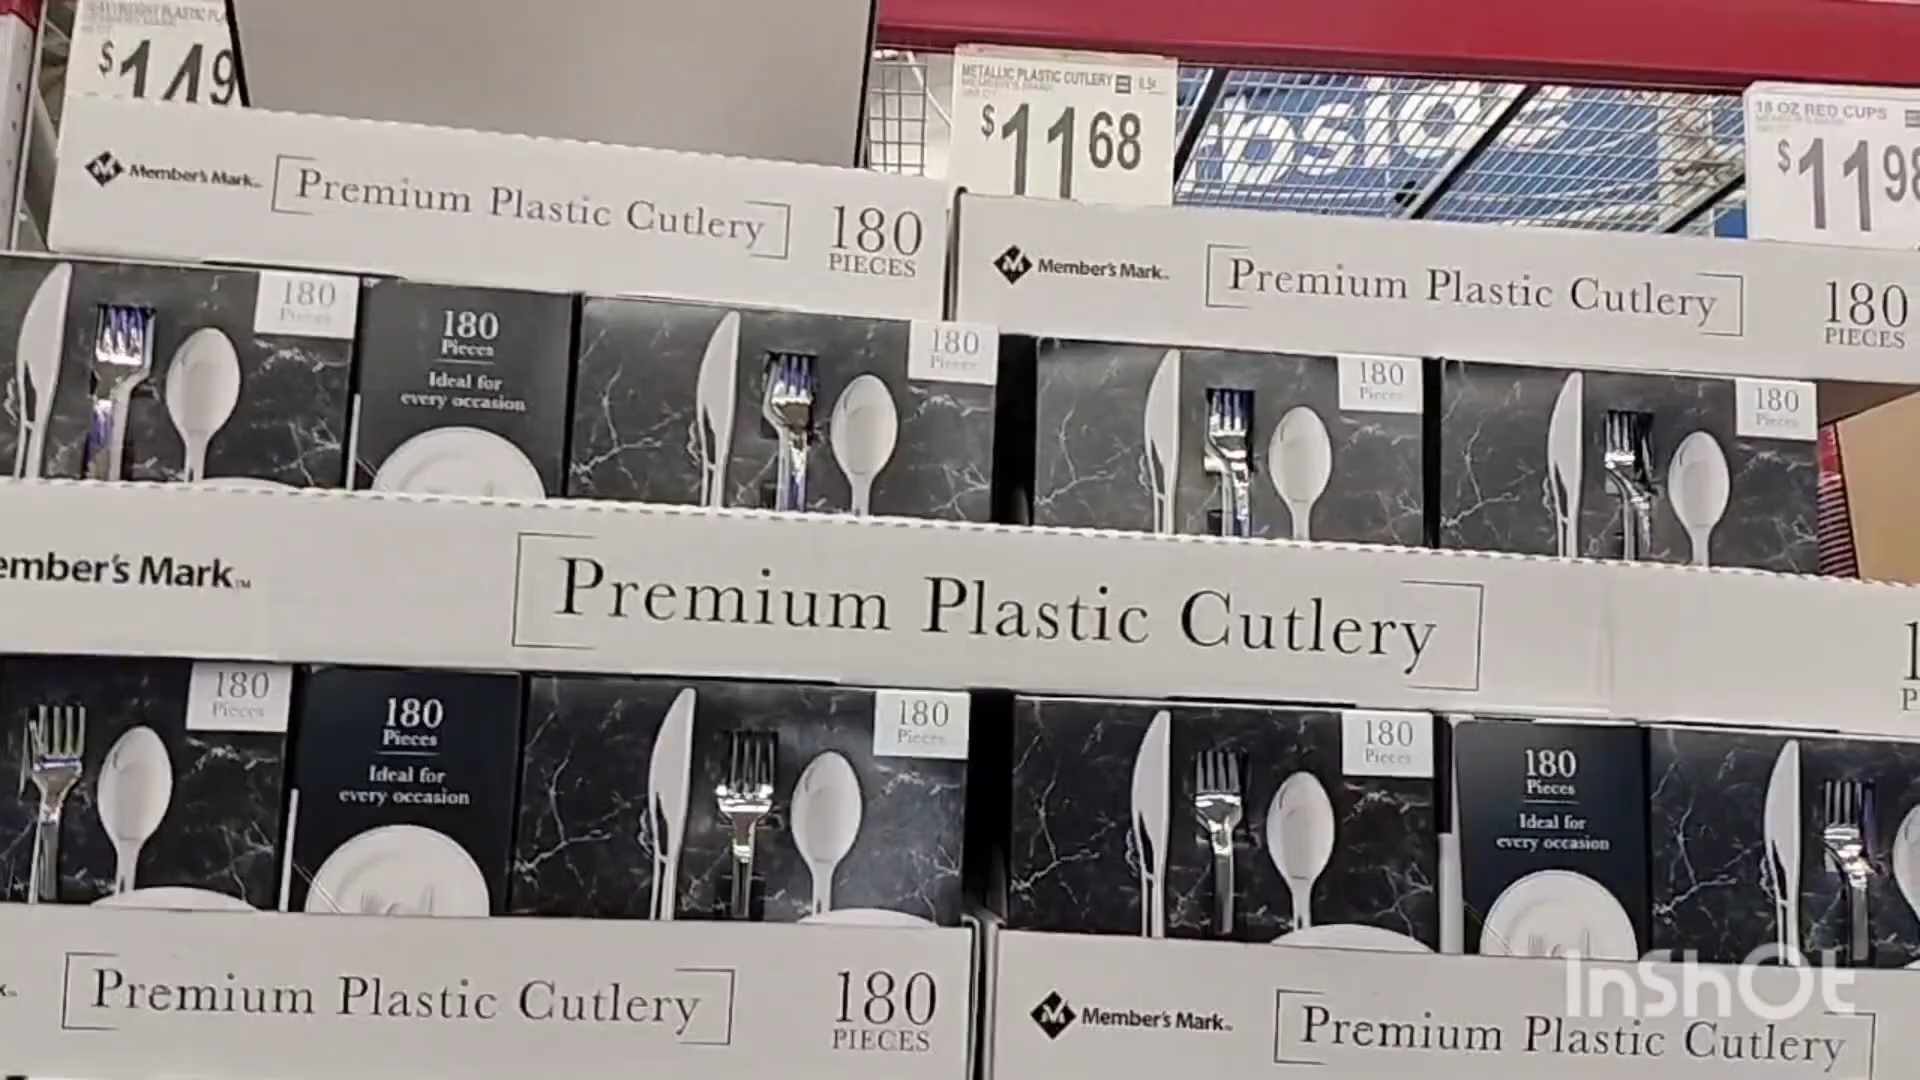 $149
METALLIC PLASTIC CUTLERY
$1168
18 OZ RED CUPS
$1198
Member's Mark
Premium Plastic Cutlery
180
PIECES
Member's Mark
Premium Plastic Cutlery
180
PIECES
180
Pieces
180
Pieces
Ideal for
every occasion
180
Pieces
180
Pieces
180
Pieces
ember's Mark™
Premium Plastic Cutlery
180
Pieces
180
Pieces
Ideal for
every occasion
180
Pieces
180
Pieces
180
Pieces
Ideal for
every occasion
Premium Plastic Cutlery
180
PIECES
Member's Mark
Premium Plastic Cutlery
InShOt